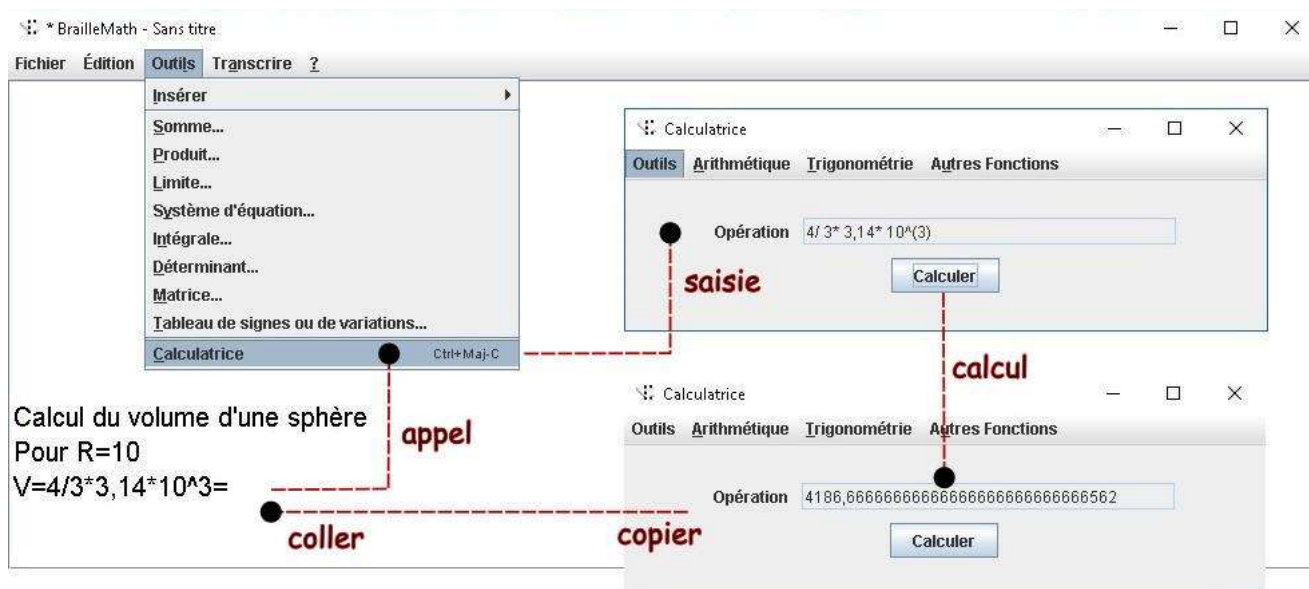 * BrailleMath - Sans titre
Fichier Édition Outils Transcrire ?
Insérer
Somme...
Produit...
Limite...
Système d'équation...
Intégrale...
Déterminant...
Matrice...
Tableau de signes ou de variations...
Calculatrice Ctrl+Maj-C
Calculatrice
Outils Arithmétique Trigonométrie Autres Fonctions
Opération 4/ 3* 3,14* 10^(3)
Calculer
saisie
calcul
appel
Calcul du volume d'une sphère
Pour R=10
V=4/3*3,14*10^3=
coller
copier
Calculatrice
Outils Arithmétique Trigonométrie Autres Fonctions
Opération
Calculer